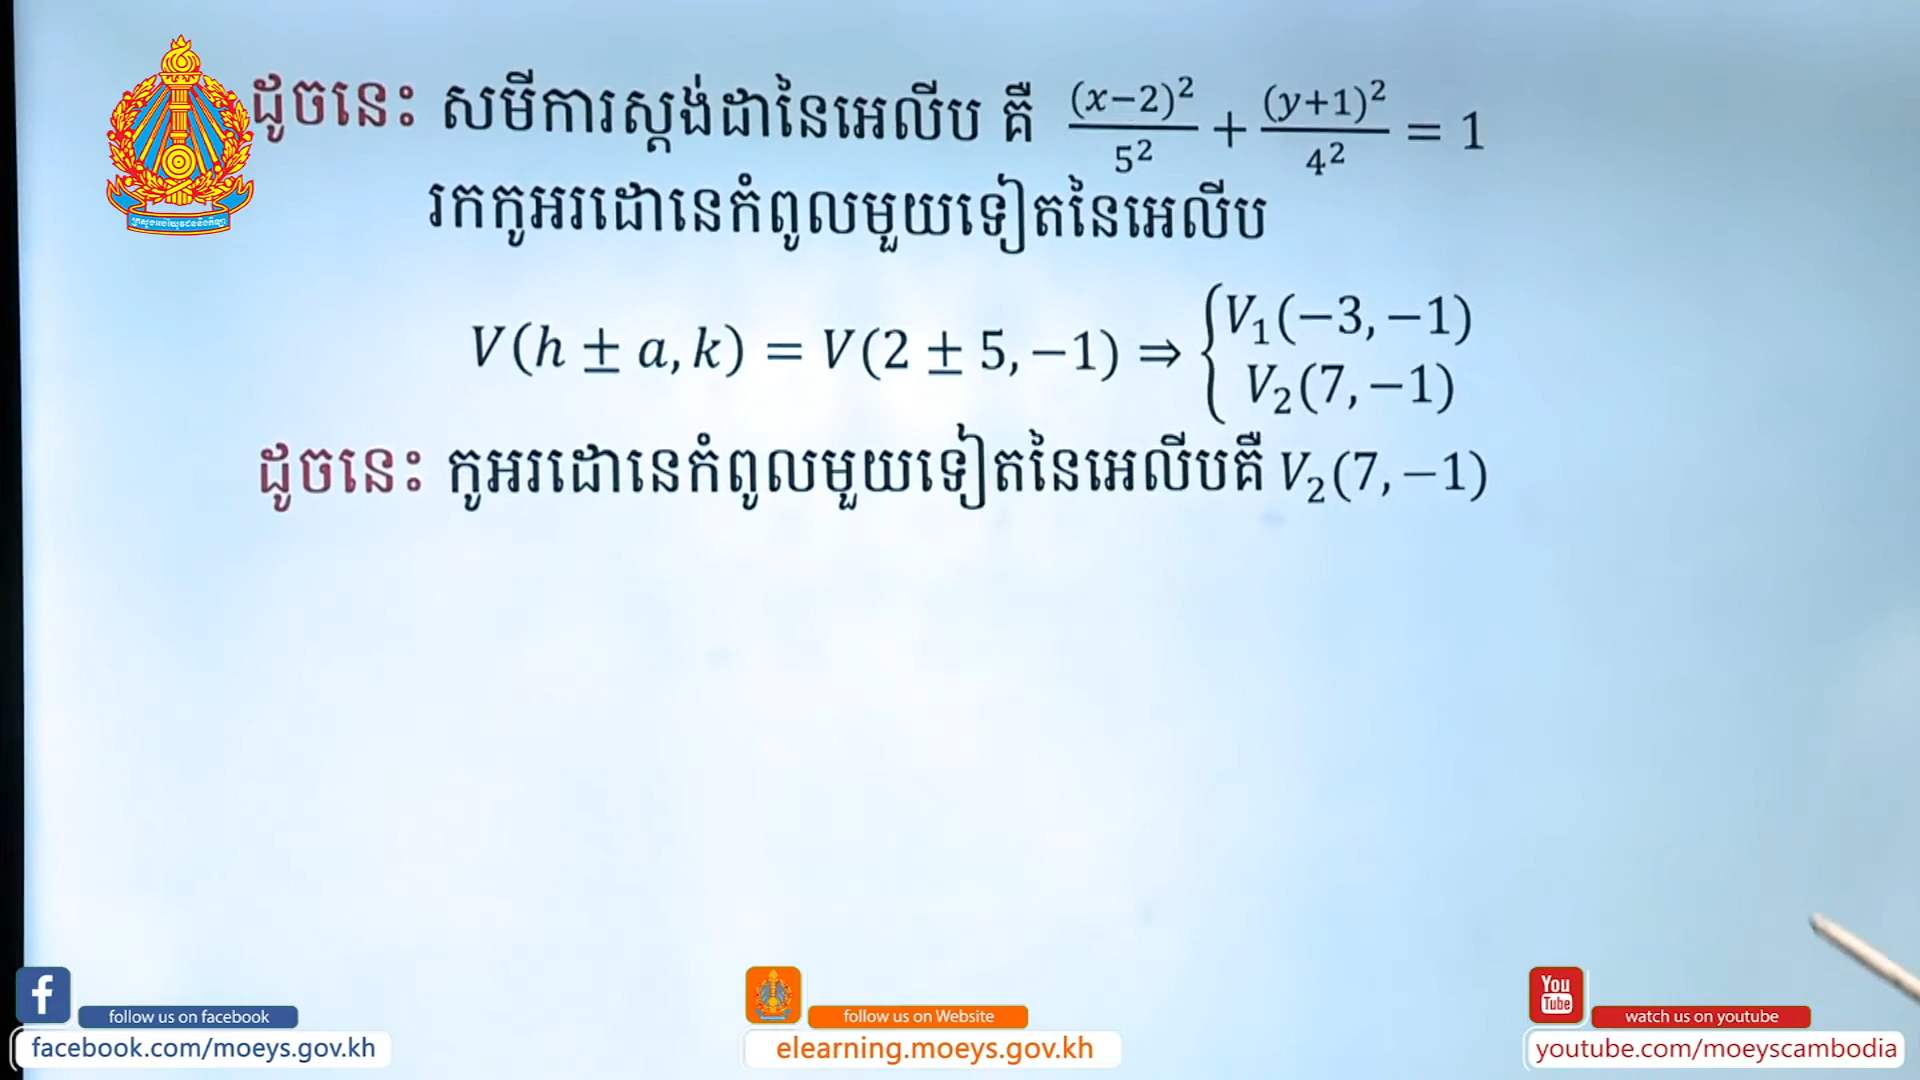 ដូចនេះ សមីការស្តង់ដានៃអេលីប គឺ (x−2)²/5² + (y+1)²/4² = 1
រកកូអរដោនេកំពូលមួយទៀតនៃអេលីប
V(h ± a, k) = V(2 ± 5, −1) ⇒ { V₁(−3, −1)
V₂(7, −1)
ដូចនេះ កូអរដោនេកំពូលមួយទៀតនៃអេលីបគឺ V₂(7, −1)
follow us on facebook
facebook.com/moeys.gov.kh
follow us on Website
elearning.moeys.gov.kh
You Tube
watch us on youtube
youtube.com/moeyscambodia